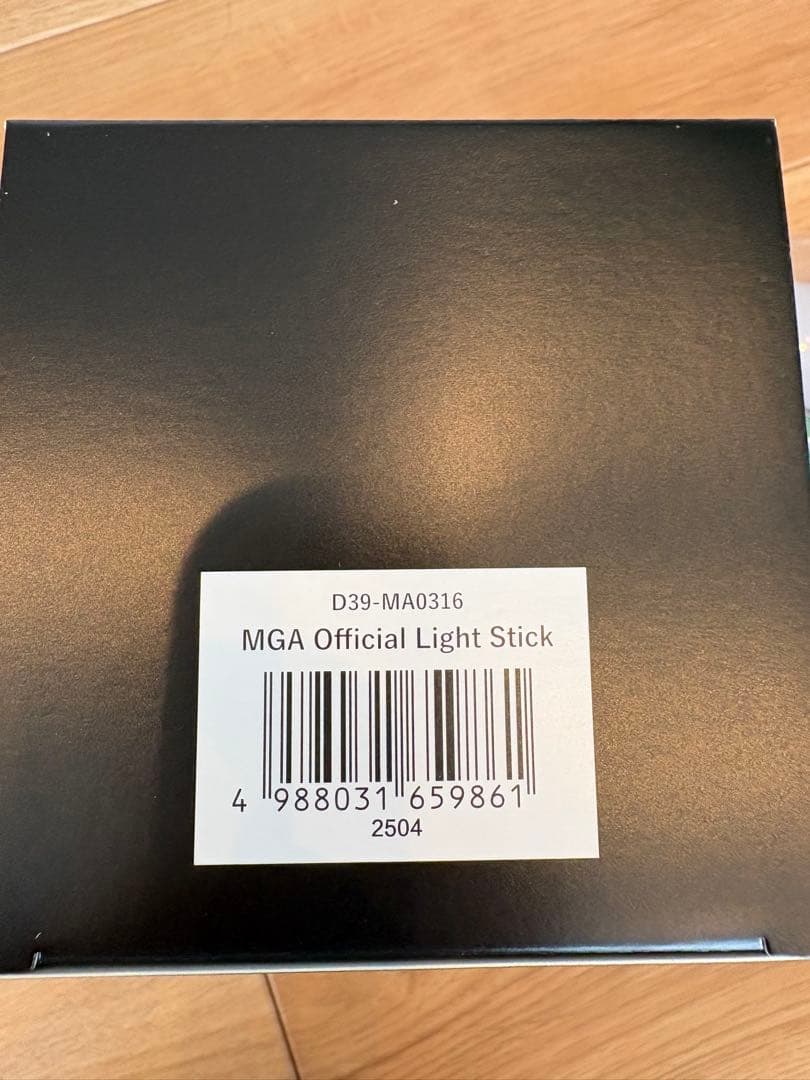 D39-MA0316
MGA Official Light Stick
4 988031 659861
2504